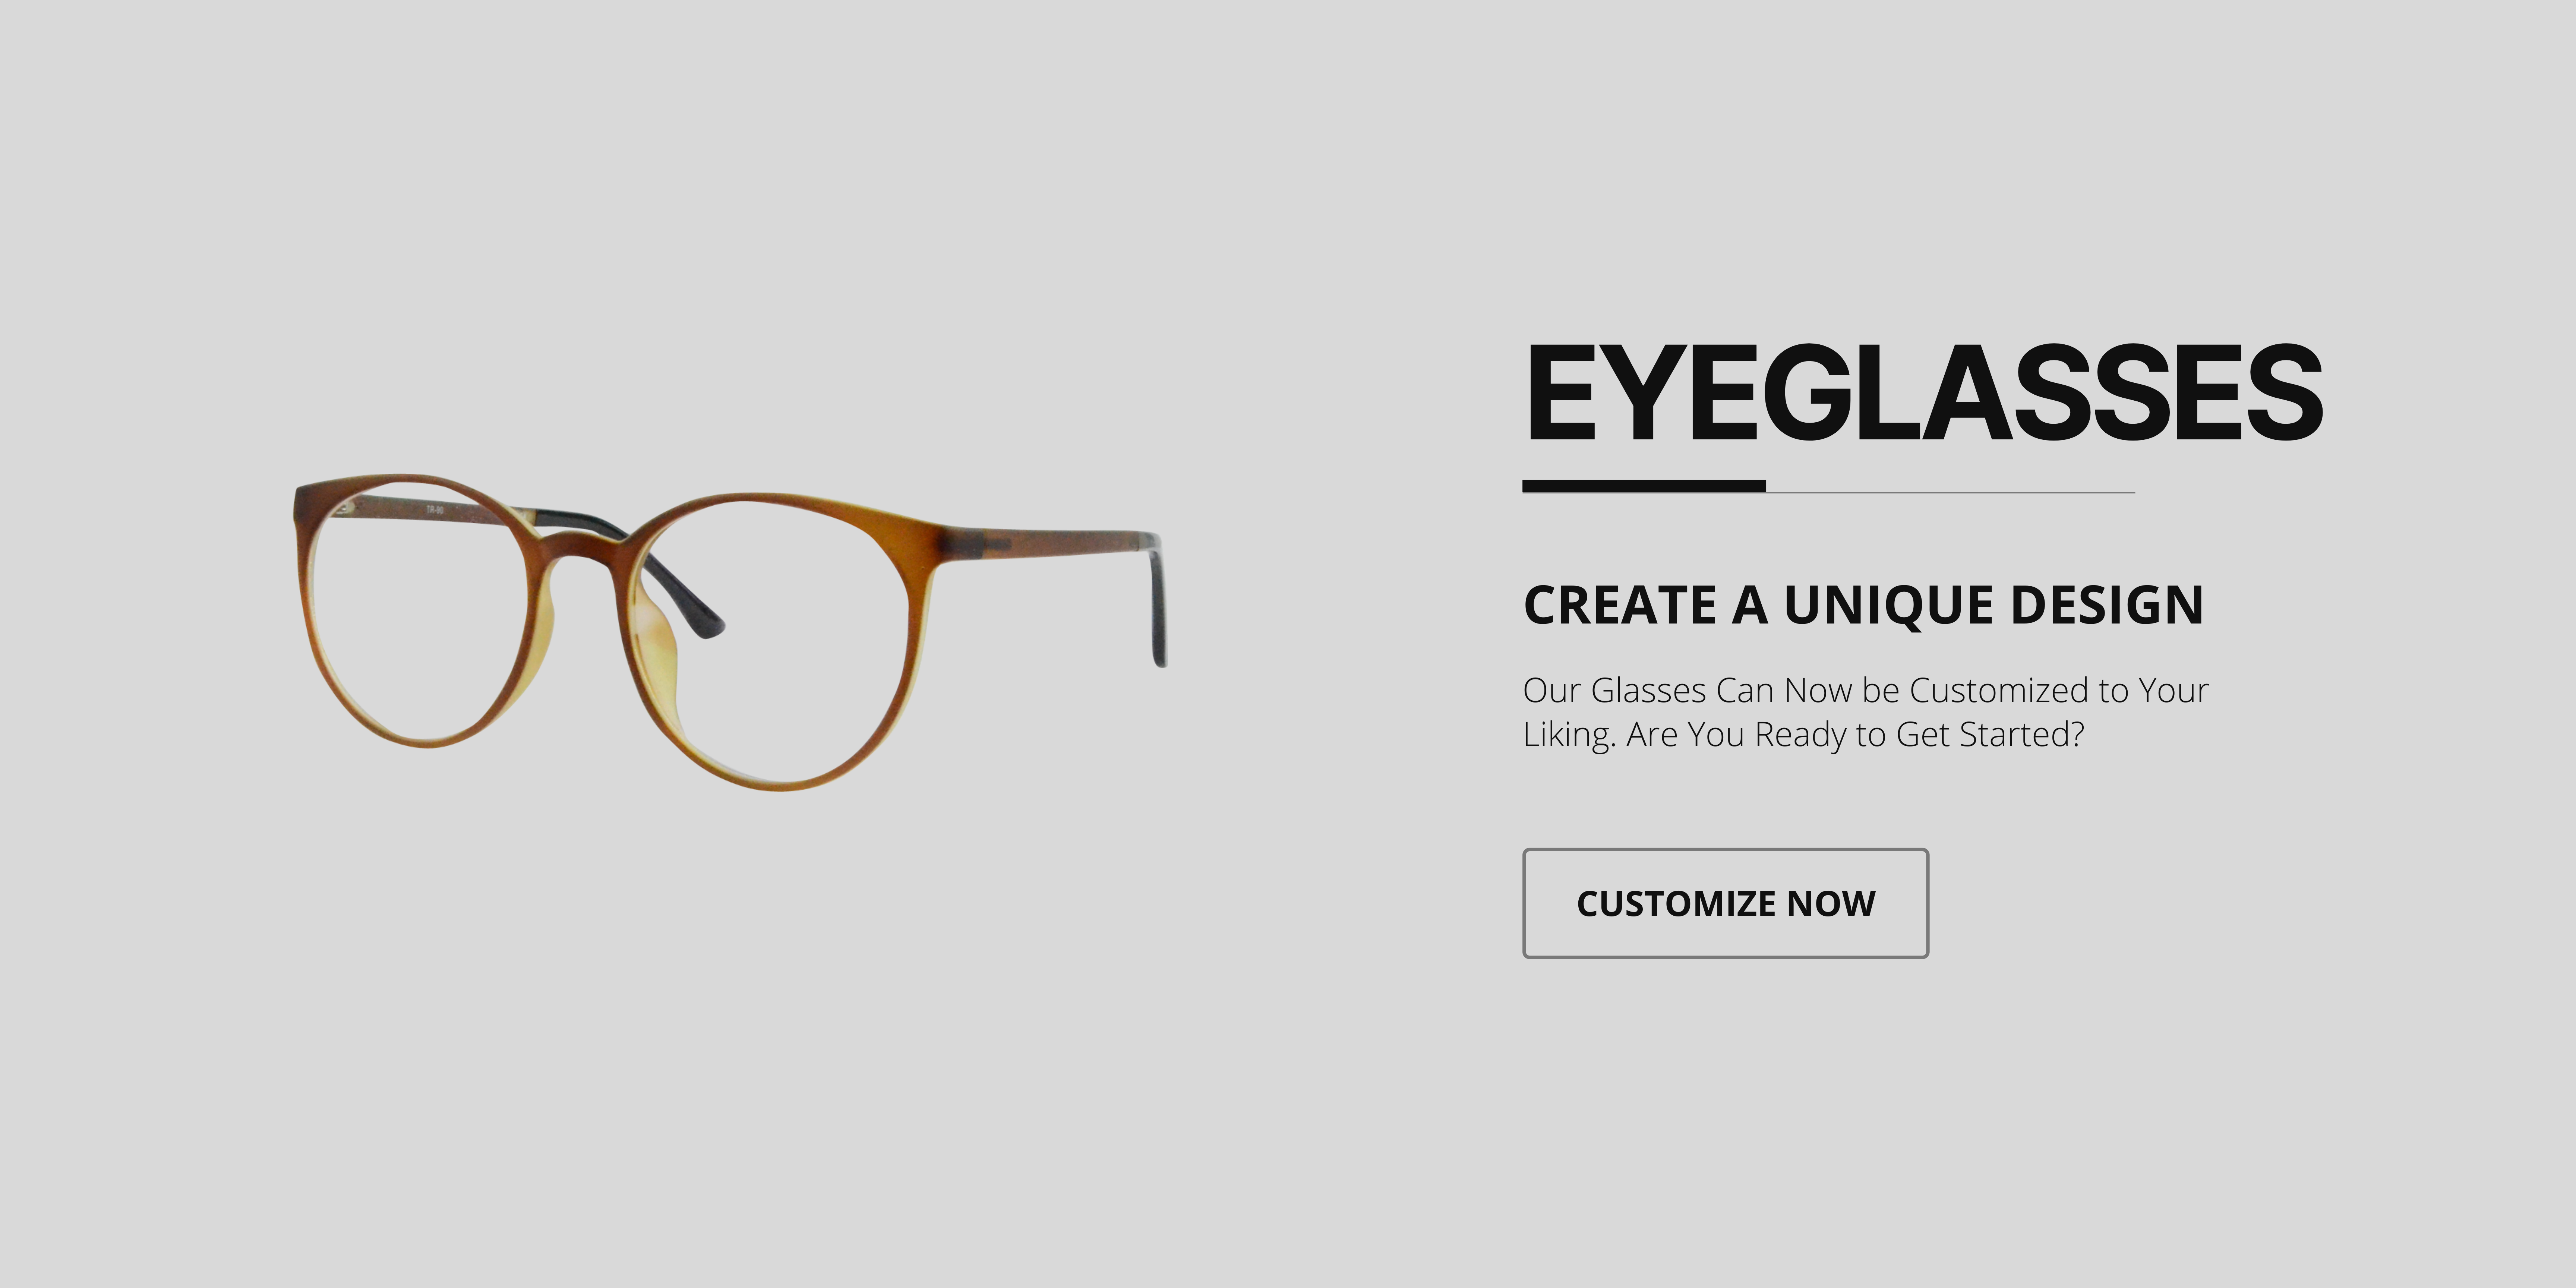 EYEGLASSES
CREATE A UNIQUE DESIGN
Our Glasses Can Now be Customized to Your
Liking. Are You Ready to Get Started?
CUSTOMIZE NOW
TR-90